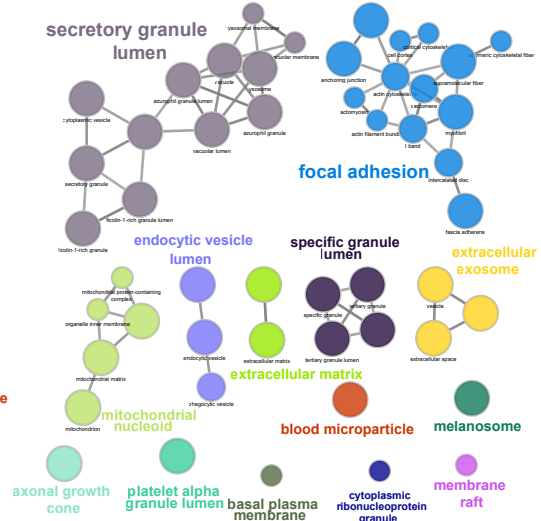 secretory granule
lumen
lysosomal membrane
vacuolar membrane
vacuole
lysosome
azurophil granule lumen
azurophil granule
cytoplasmic vesicle
vacuolar lumen
secretory granule
ficolin-1-rich granule lumen
ficolin-1-rich granule
cortical cytoskeleton
cell cortex
polymeric cytoskeletal fiber
anchoring junction
supramolecular fiber
actin cytoskeleton
sarcomere
actomyosin
myofibril
actin filament bundle
I band
focal adhesion
intercalated disc
fascia adherens
endocytic vesicle
lumen
specific granule
lumen
extracellular
exosome
mitochondrial protein-containing
complex
organelle inner membrane
mitochondrial matrix
mitochondrion
mitochondrial
nucleoid
endocytic vesicle
phagocytic vesicle
extracellular matrix
extracellular matrix
specific granule
tertiary granule
tertiary granule lumen
vesicle
extracellular space
e
blood microparticle
melanosome
axonal growth
cone
platelet alpha
granule lumen
basal plasma
membrane
cytoplasmic
ribonucleoprotein
granule
membrane
raft